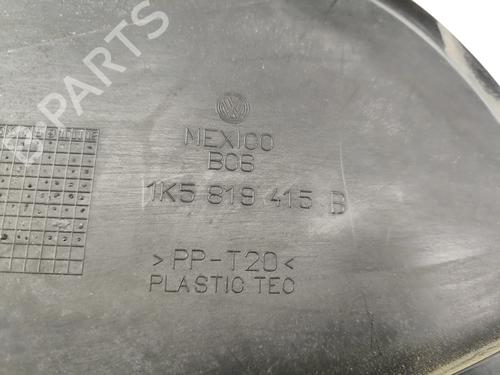 B-PARTS
MEXICO
BC6
1K5 819 415 B
>PP-T20<
PLASTIC TEC